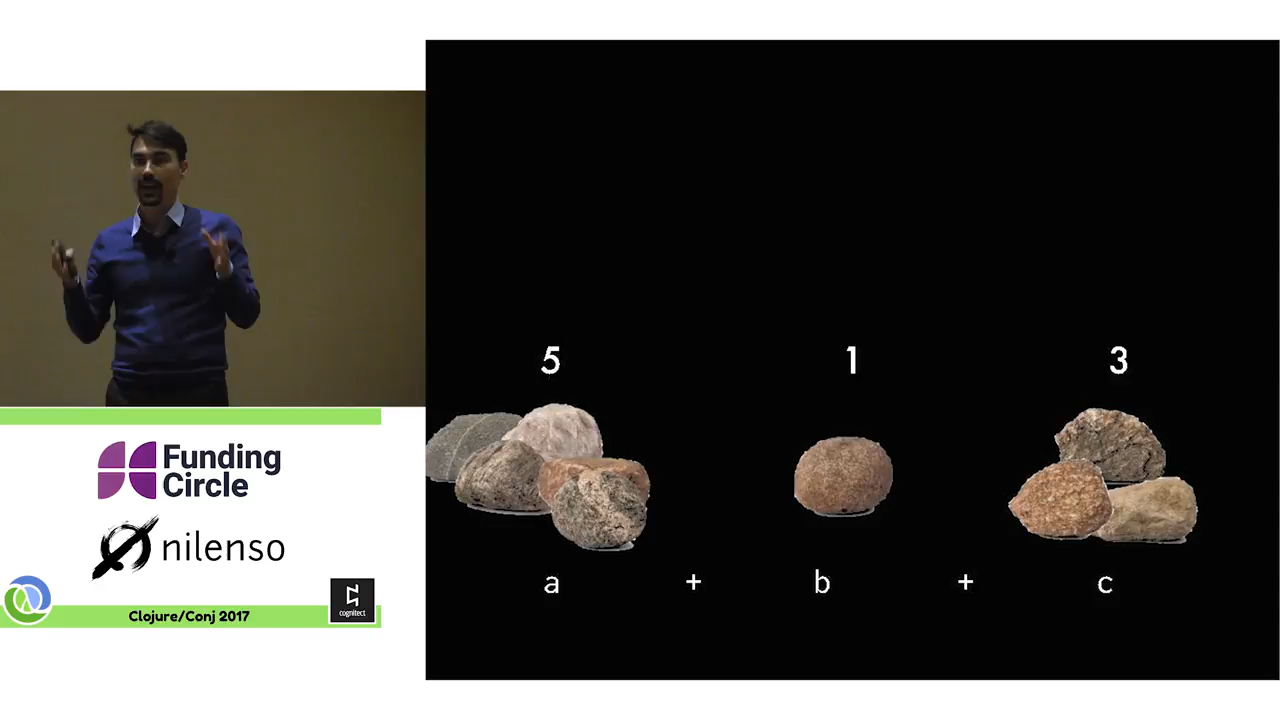 5 1 3
a + b + c
Funding
Circle
nilenso
Clojure/Conj 2017
cognitect